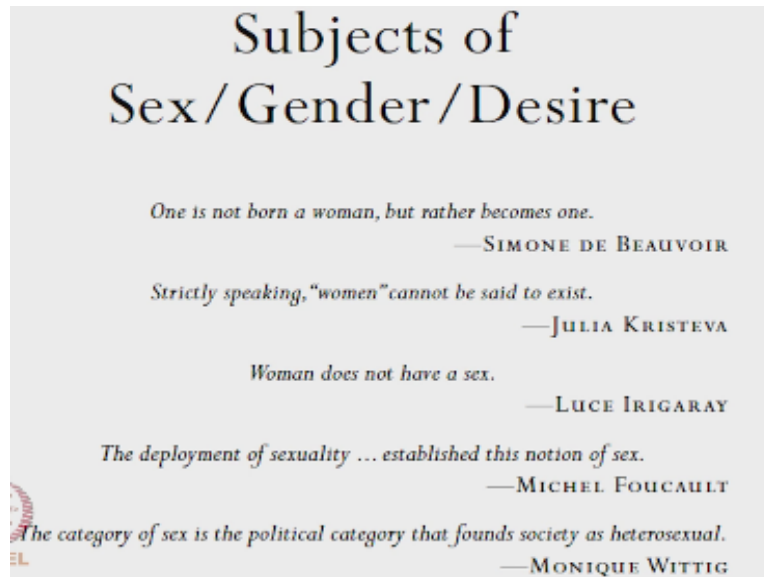 Subjects of
Sex/Gender/Desire
One is not born a woman, but rather becomes one.
—Simone de Beauvoir
Strictly speaking, “women” cannot be said to exist.
—Julia Kristeva
Woman does not have a sex.
—Luce Irigaray
The deployment of sexuality ... established this notion of sex.
—Michel Foucault
The category of sex is the political category that founds society as heterosexual.
—Monique Wittig